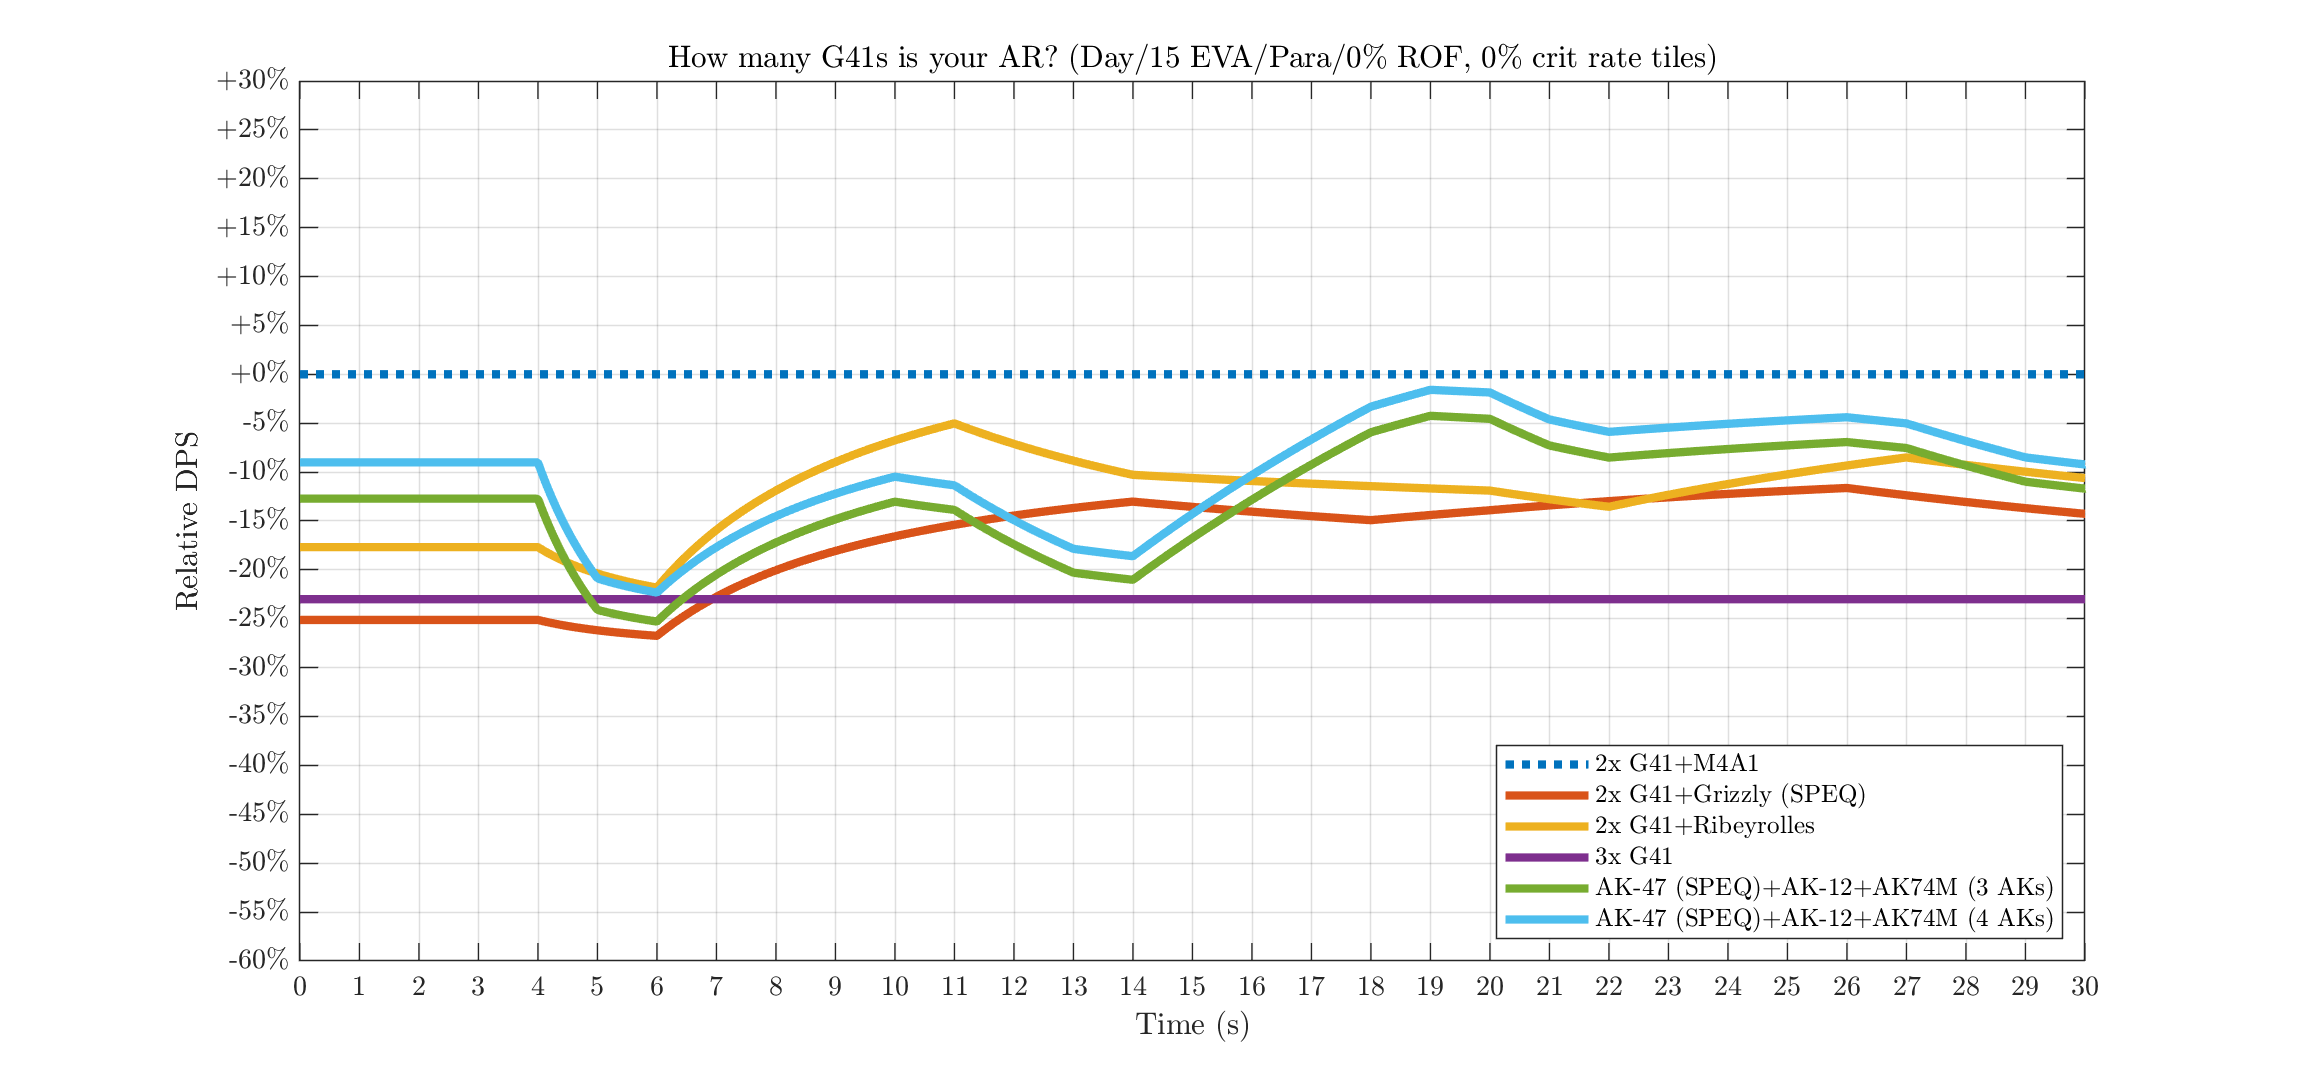 How many G41s is your AR? (Day/15 EVA/Para/0% ROF, 0% crit rate tiles)
+30%
+25%
+20%
+15%
+10%
+5%
+0%
-5%
-10%
-15%
-20%
-25%
-30%
-35%
-40%
-45%
-50%
-55%
-60%
Relative DPS
2x G41+M4A1
2x G41+Grizzly (SPEQ)
2x G41+Ribeyrolles
3x G41
AK-47 (SPEQ)+AK-12+AK74M (3 AKs)
AK-47 (SPEQ)+AK-12+AK74M (4 AKs)
0 1 2 3 4 5 6 7 8 9 10 11 12 13 14 15 16 17 18 19 20 21 22 23 24 25 26 27 28 29 30
Time (s)